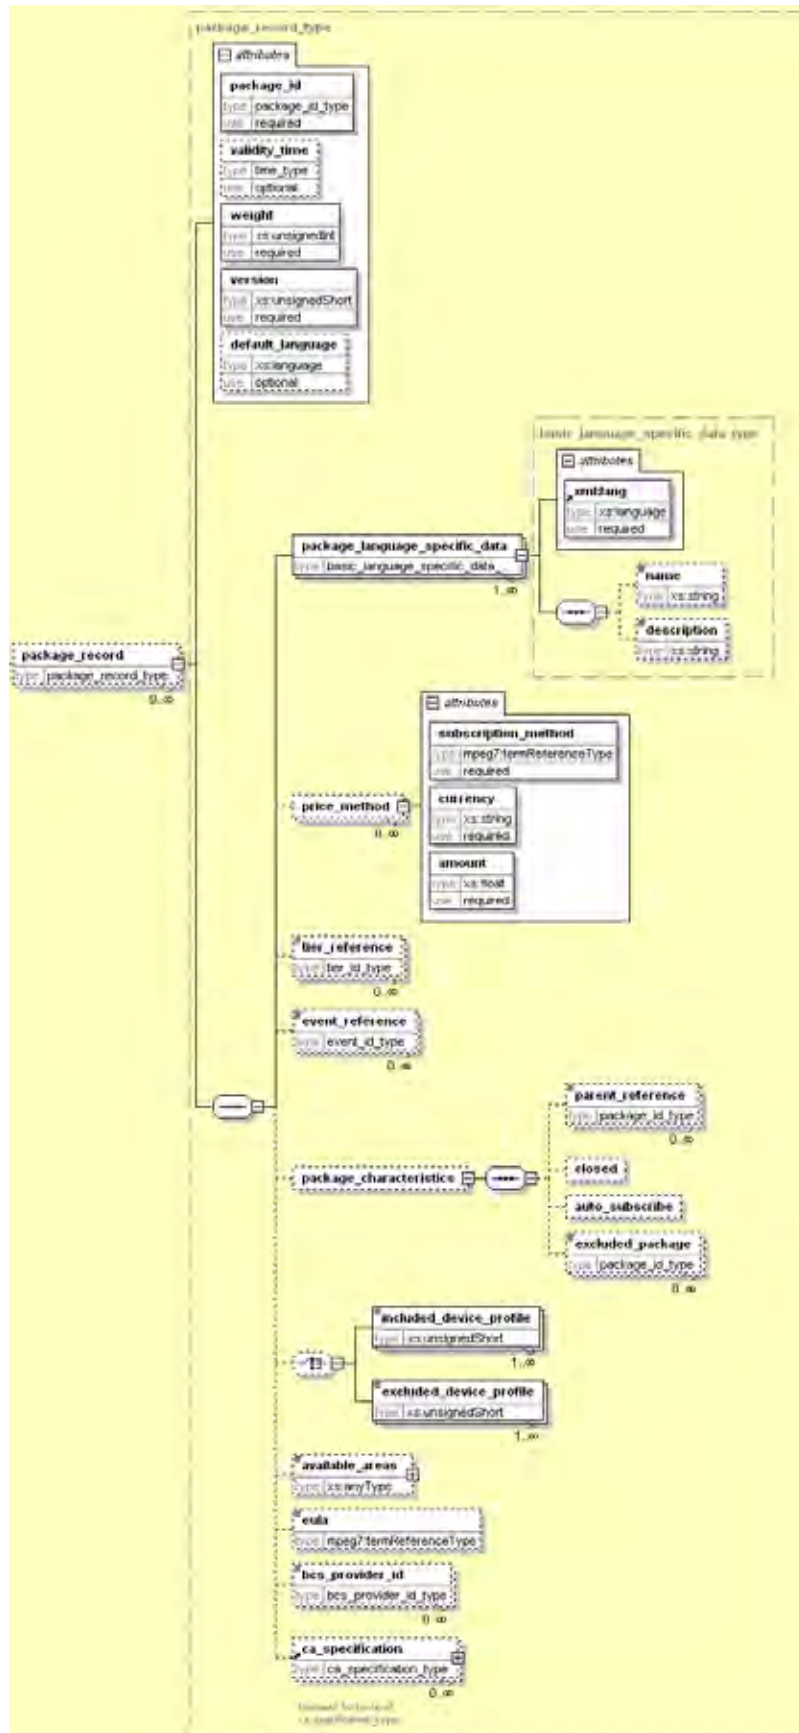 package_record_type
attributes
package_id
type package_id_type
use required
validity_time
type time_type
use optional
weight
type xs:unsignedInt
use required
version
type xs:unsignedShort
use required
default_language
type xs:language
use optional
basic_language_specific_data_type
attributes
xml:lang
type xs:language
use required
package_language_specific_data
type basic_language_specific_data_...
1..∞
name
type xs:string
description
type xs:string
package_record
type package_record_type
0..∞
attributes
subscription_method
type mpeg7:termReferenceType
use required
price_method
0..∞
currency
type xs:string
use required
amount
type xs:float
use required
tier_reference
type tier_id_type
0..∞
event_reference
type event_id_type
0..∞
parent_reference
type package_id_type
0..∞
package_characteristics
closed
auto_subscribe
excluded_package
type package_id_type
0..∞
included_device_profile
type xs:unsignedShort
1..∞
excluded_device_profile
type xs:unsignedShort
1..∞
available_areas
type xs:anyType
eula
type mpeg7:termReferenceType
bcs_provider_id
type bcs_provider_id_type
0..∞
ca_specification
type ca_specification_type
0..∞